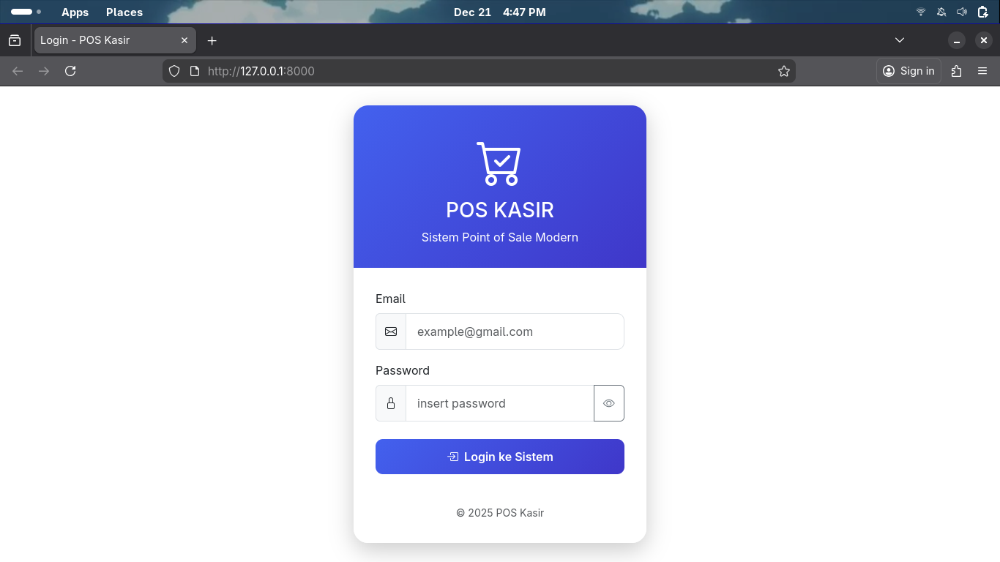 Apps Places Dec 21 4:47 PM
Login - POS Kasir
http://127.0.0.1:8000 Sign in
POS KASIR
Sistem Point of Sale Modern
Email
example@gmail.com
Password
insert password
Login ke Sistem
© 2025 POS Kasir